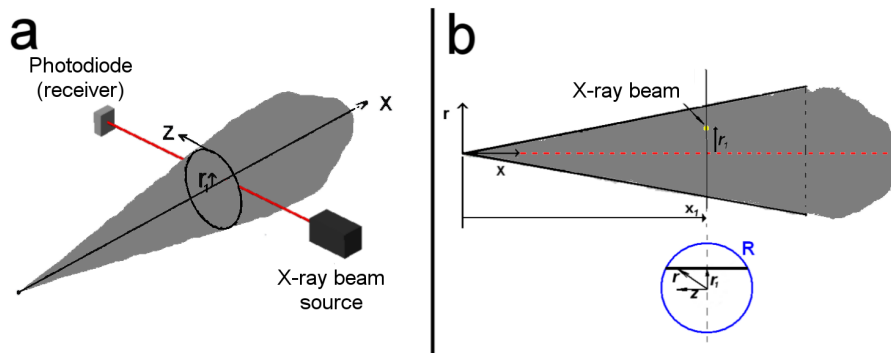 a
Photodiode
(receiver)
X
Z
r₁
X-ray beam
source
b
X-ray beam
r
r₁
x
x₁
R
r
r₁
z